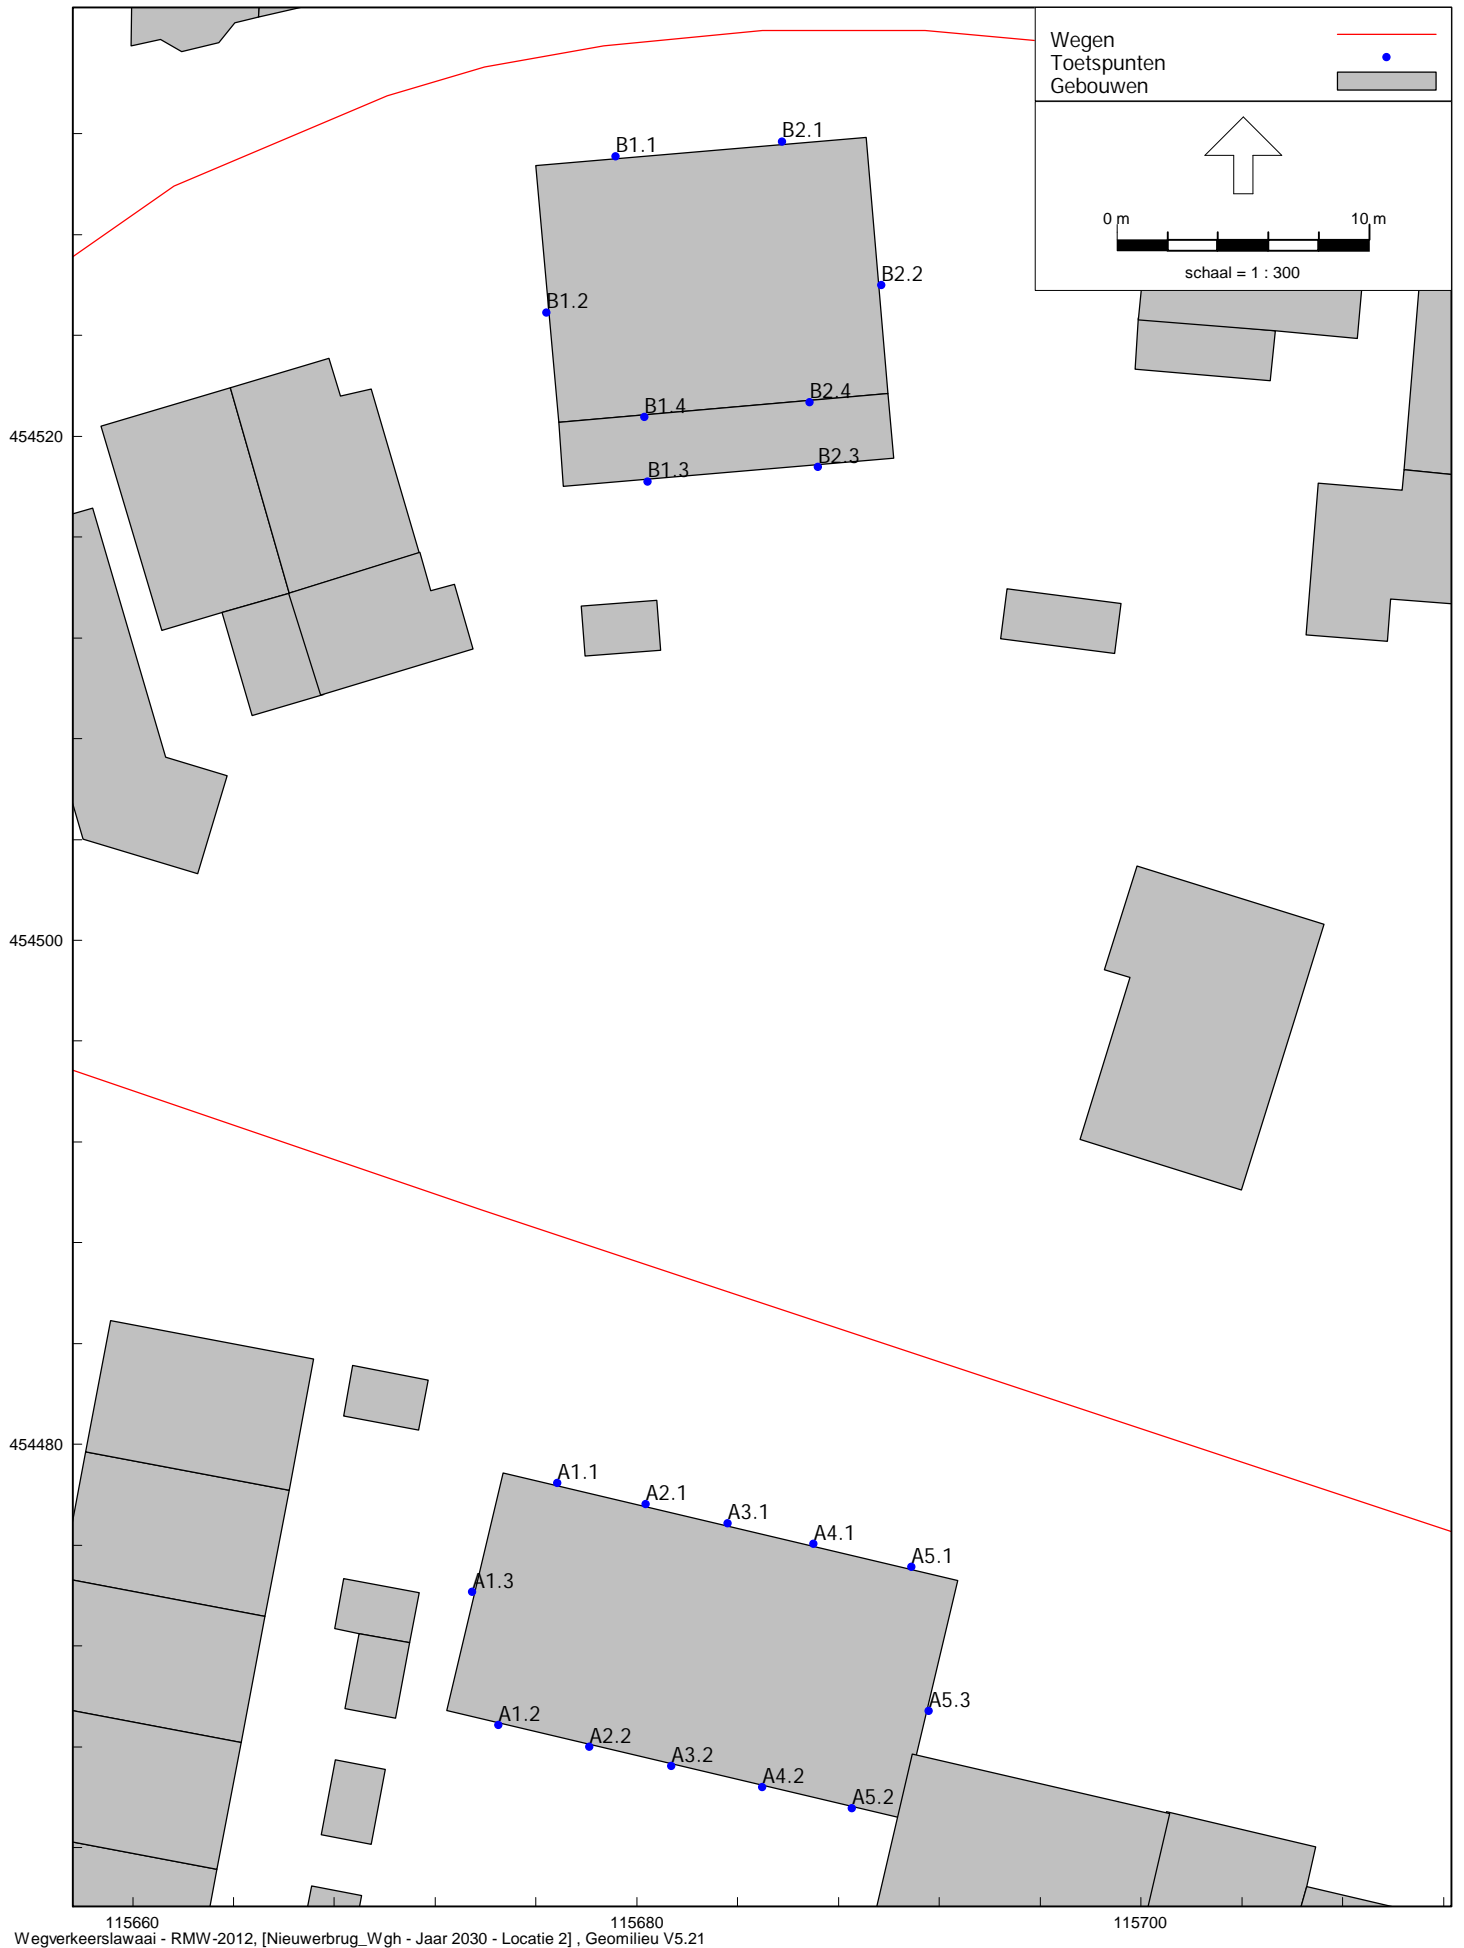 Wegen
Toetspunten
Gebouwen
0 m
10 m
schaal = 1 : 300
B1.1
B2.1
B2.2
B1.2
B2.4
B1.4
B2.3
B1.3
454520
454500
454480
A1.1
A2.1
A3.1
A4.1
A5.1
A1.3
A5.3
A1.2
A2.2
A3.2
A4.2
A5.2
115660
115680
115700
Wegverkeerslawaai - RMW-2012, [Nieuwerbrug_Wgh - Jaar 2030 - Locatie 2] , Geomilieu V5.21